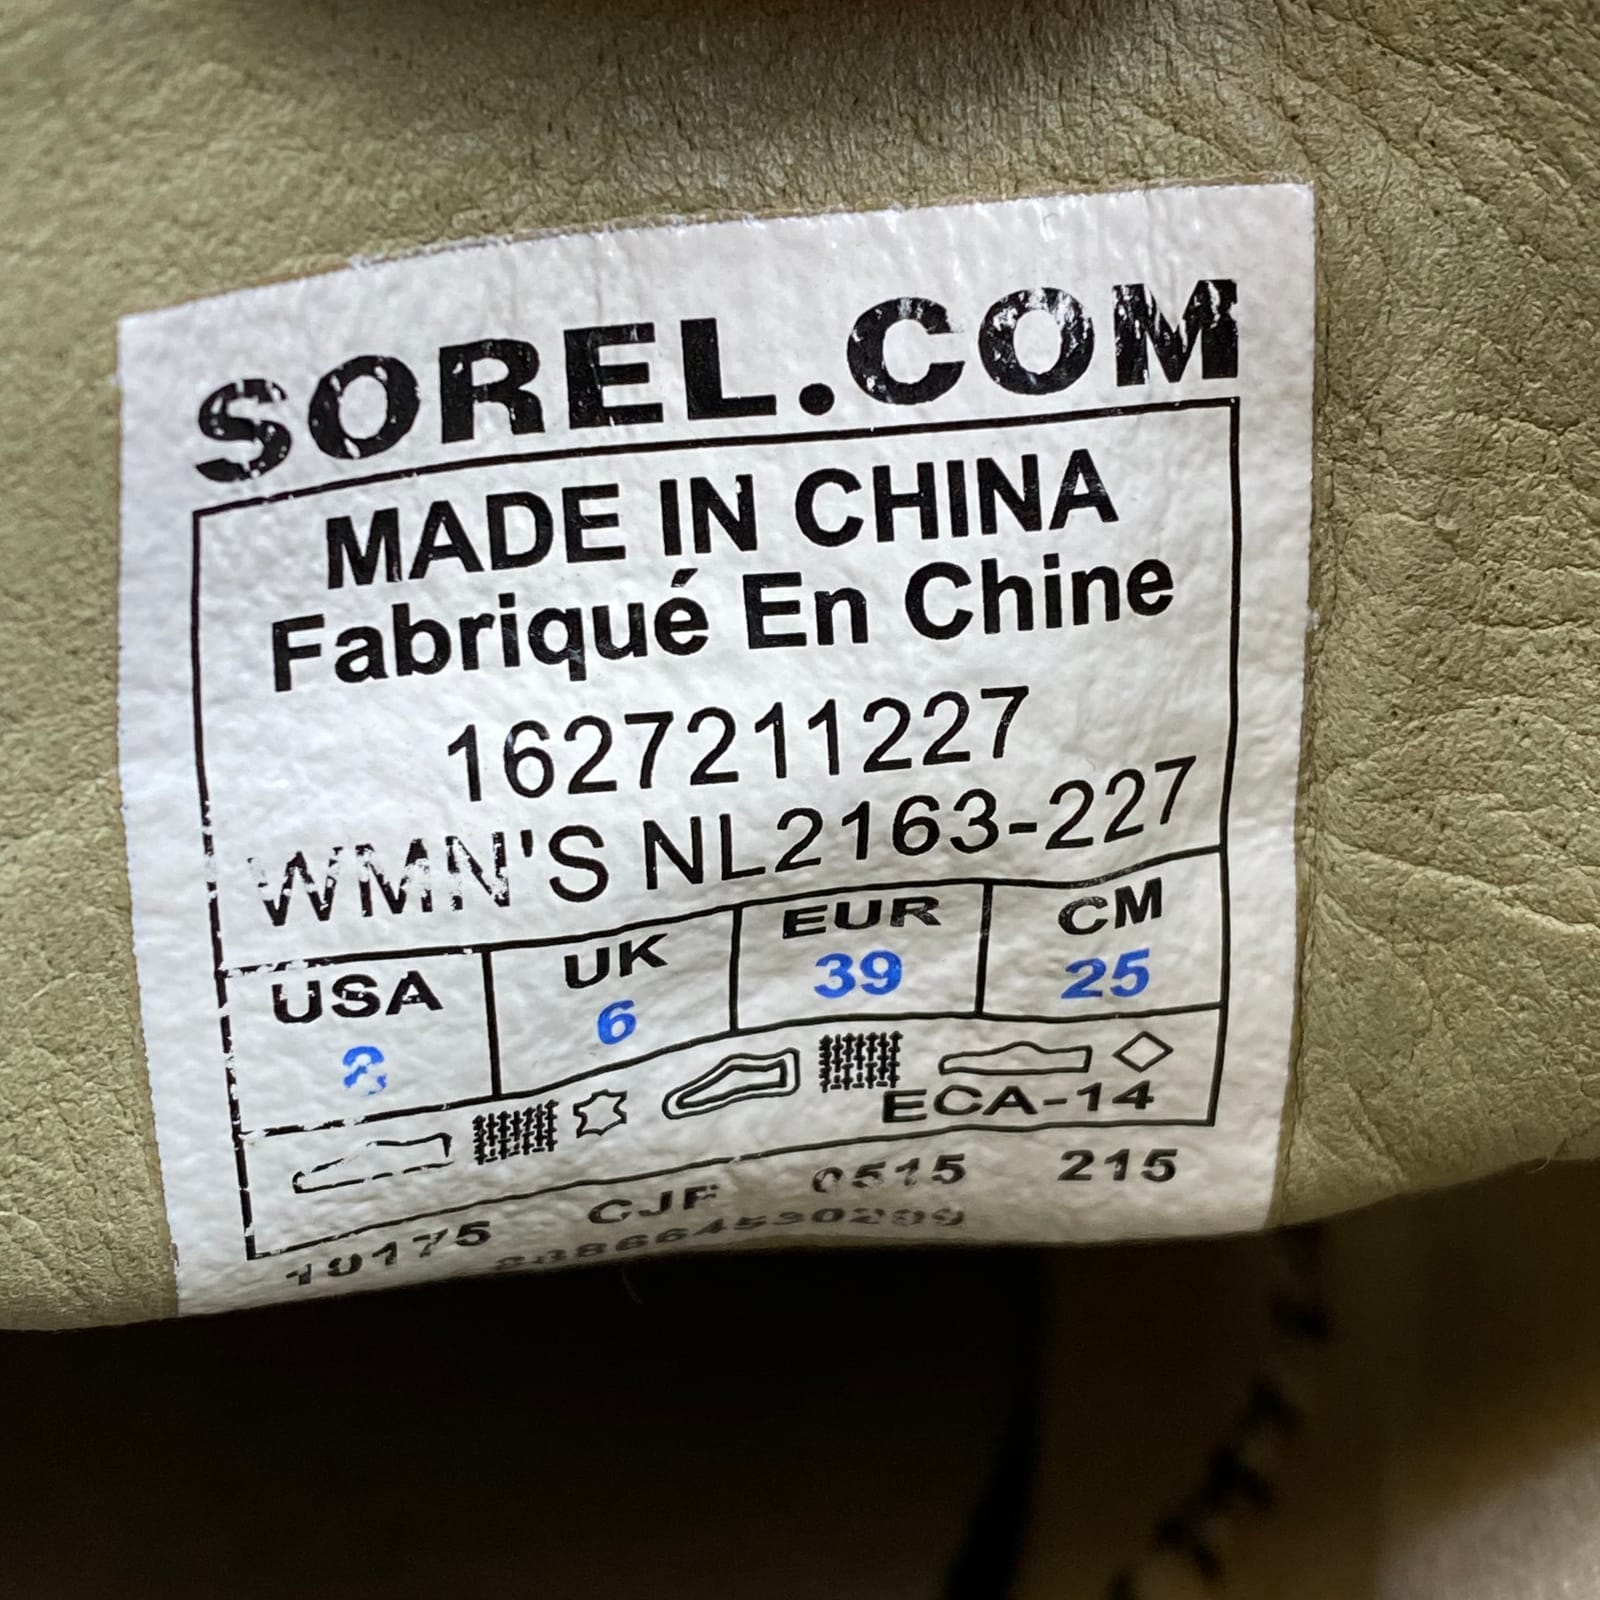 SOREL.COM
MADE IN CHINA
Fabriqué En Chine
1627211227
WMN'S NL2163-227
USA UK EUR CM
8 6 39 25
ECA-14
10175 CJF 0515 215